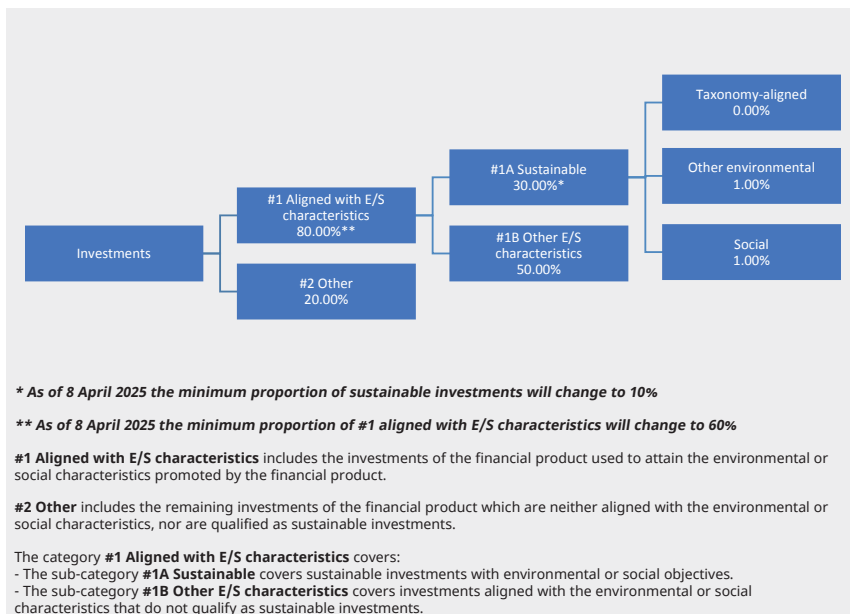 Taxonomy-aligned
0.00%
#1A Sustainable
30.00%*
Other environmental
1.00%
#1 Aligned with E/S
characteristics
80.00%**
#1B Other E/S
characteristics
50.00%
Social
1.00%
Investments
#2 Other
20.00%
* As of 8 April 2025 the minimum proportion of sustainable investments will change to 10%
** As of 8 April 2025 the minimum proportion of #1 aligned with E/S characteristics will change to 60%
#1 Aligned with E/S characteristics includes the investments of the financial product used to attain the environmental or
social characteristics promoted by the financial product.
#2 Other includes the remaining investments of the financial product which are neither aligned with the environmental or
social characteristics, nor are qualified as sustainable investments.
The category #1 Aligned with E/S characteristics covers:
- The sub-category #1A Sustainable covers sustainable investments with environmental or social objectives.
- The sub-category #1B Other E/S characteristics covers investments aligned with the environmental or social
characteristics that do not qualify as sustainable investments.